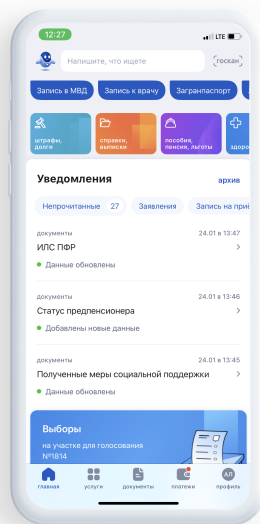 12:27
LTE
Напишите, что ищете
госкан
Запись в МВД
Запись к врачу
Загранпаспорт
штрафы,
долги
справки,
выписки
пособия,
пенсия, льготы
здоро
Уведомления
архив
Непрочитанные 27
Заявления
Запись на приё
документы
24.01 в 13:47
ИЛС ПФР
Данные обновлены
документы
24.01 в 13:46
Статус предпенсионера
Добавлены новые данные
документы
24.01 в 13:45
Полученные меры социальной поддержки
Данные обновлены
Выборы
на участке для голосования
№1814
главная
услуги
документы
платежи
АП
профиль